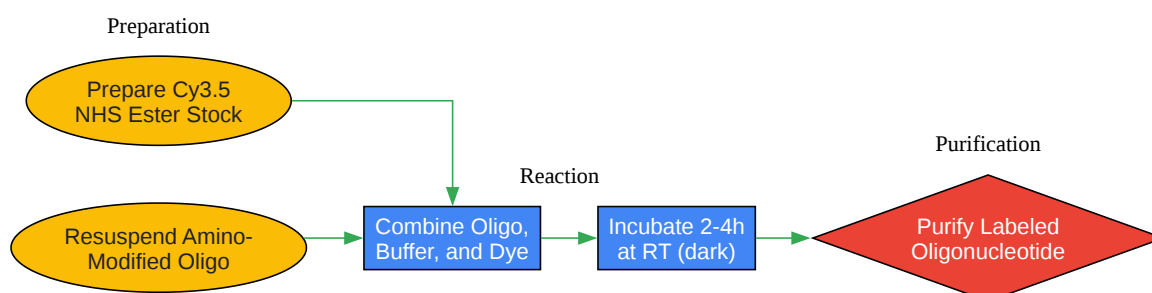 Preparation
Prepare Cy3.5
NHS Ester Stock
Resuspend Amino-
Modified Oligo
Reaction
Combine Oligo,
Buffer, and Dye
Incubate 2-4h
at RT (dark)
Purification
Purify Labeled
Oligonucleotide